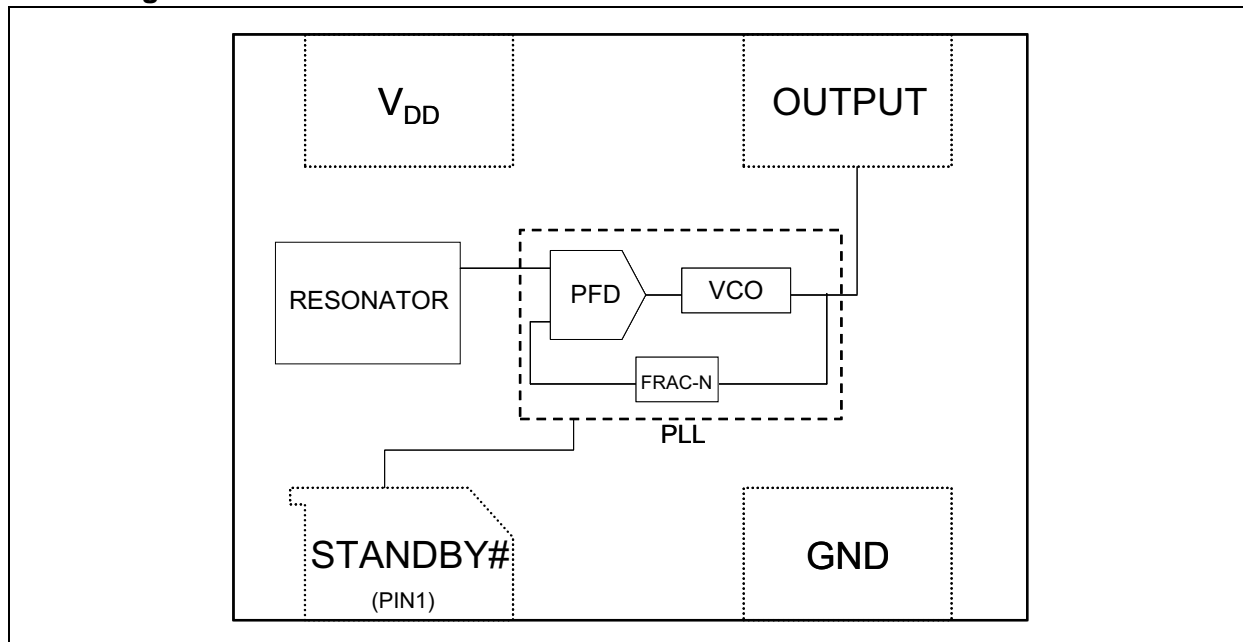 V_DD
OUTPUT
RESONATOR
PFD
VCO
FRAC-N
PLL
STANDBY#
(PIN1)
GND